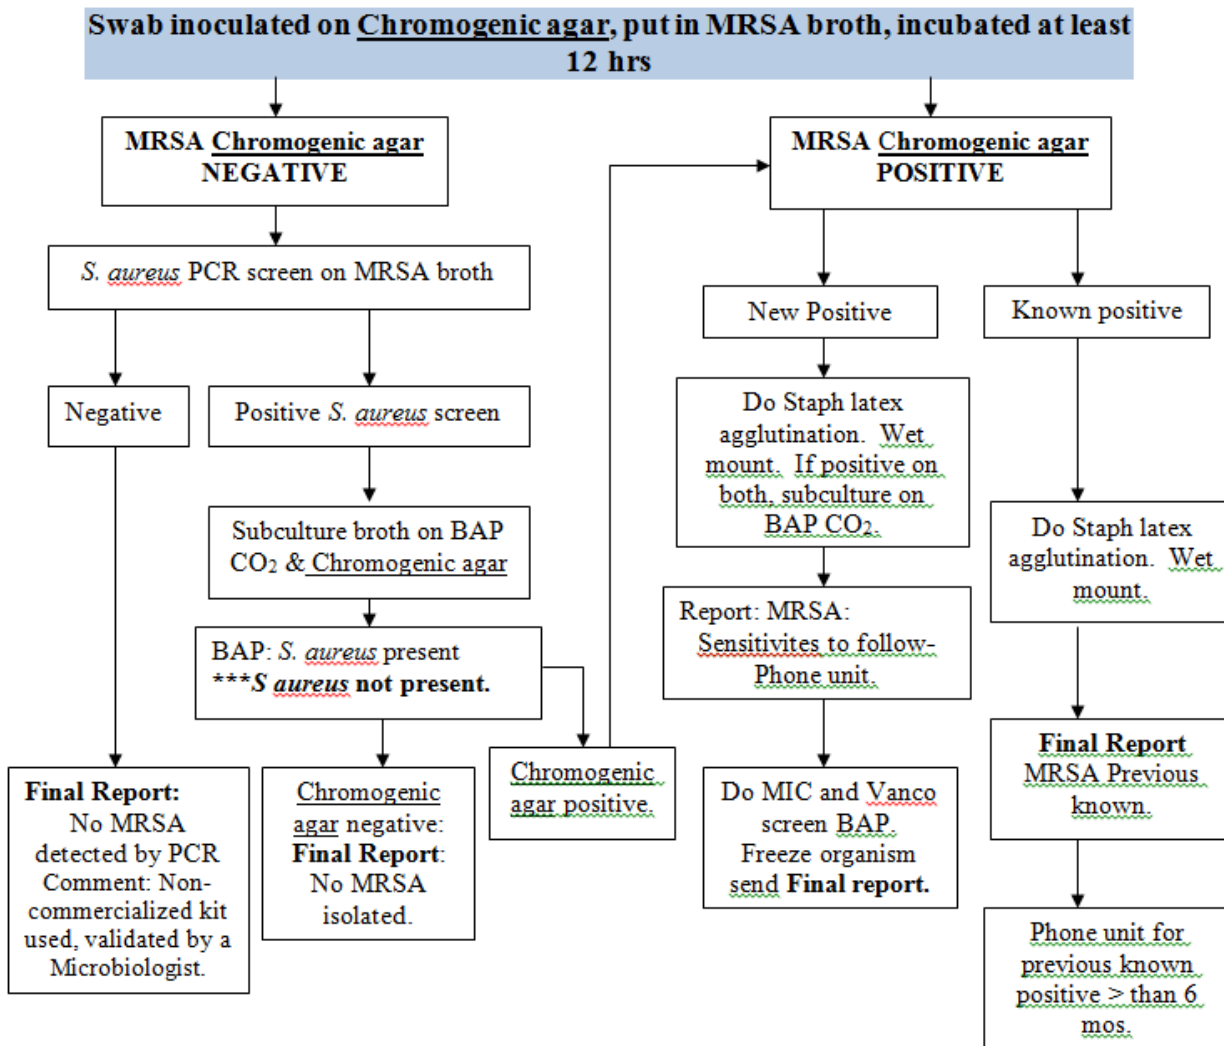 Swab inoculated on Chromogenic agar, put in MRSA broth, incubated at least
12 hrs
MRSA Chromogenic agar
NEGATIVE
MRSA Chromogenic agar
POSITIVE
S. aureus PCR screen on MRSA broth
New Positive
Known positive
Negative
Positive S. aureus screen
Do Staph latex
agglutination. Wet
mount. If positive on
both, subculture on
BAP CO2.
Subculture broth on BAP
CO2 & Chromogenic agar
Do Staph latex
agglutination. Wet
mount.
Report: MRSA:
Sensitivites to follow-
Phone unit.
BAP: S. aureus present
***S aureus not present.
Chromogenic
agar positive.
Final Report:
No MRSA
detected by PCR
Comment: Non-
commercialized kit
used, validated by a
Microbiologist.
Chromogenic
agar negative:
Final Report:
No MRSA
isolated.
Do MIC and Vanco
screen BAP.
Freeze organism
send Final report.
Final Report
MRSA Previous
known.
Phone unit for
previous known
positive > than 6
mos.